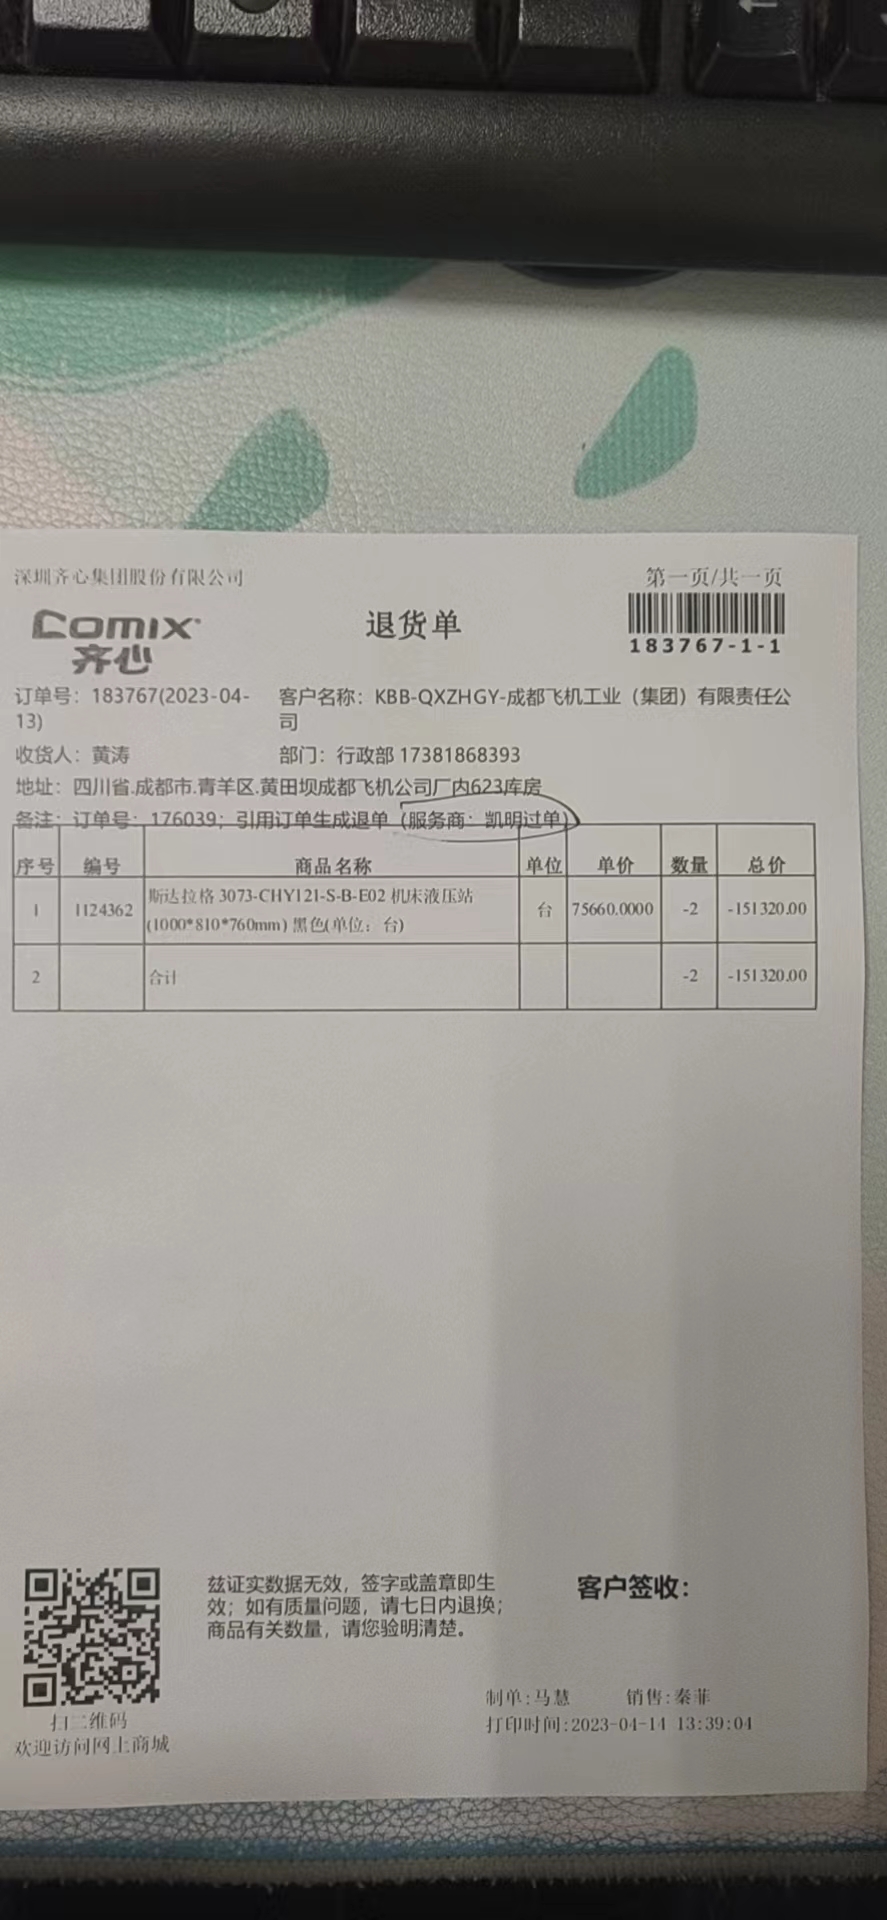 深圳齐心集团股份有限公司
第一页/共一页
COMIX
齐心
退货单
183767-1-1
订单号：183767(2023-04-
13)
客户名称：KBB-QXZHGY-成都飞机工业（集团）有限责任公
司
收货人：黄涛 部门：行政部 17381868393
地址：四川省.成都市.青羊区.黄田坝成都飞机公司厂内623库房
备注：订单号：176039；引用订单生成退单（服务商：凯明过单）
序号 编号 商品名称 单位 单价 数量 总价
1 1124362 斯达拉格 3073-CHY121-S-B-E02 机床液压站 台 75660.0000 -2 -151320.00
(1000*810*760mm) 黑色(单位：台)
2 合计 -2 -151320.00
兹证实数据无效，签字或盖章即生
效；如有质量问题，请七日内退换；
商品有关数量，请您验明清楚。
客户签收：
扫二维码
欢迎访问网上商城
制单:马慧 销售:秦菲
打印时间:2023-04-14 13:39:04